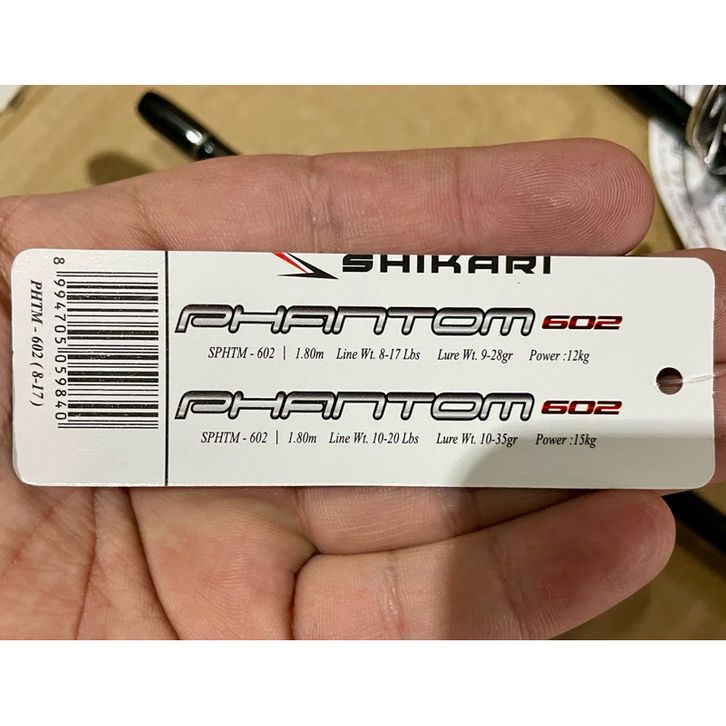 SHIKARI
PHANTOM 602
SPHTM - 602 | 1.80m Line Wt. 8-17 Lbs Lure Wt. 9-28gr Power :12kg
PHANTOM 602
SPHTM - 602 | 1.80m Line Wt. 10-20 Lbs Lure Wt. 10-35gr Power :15kg
8 994705 059840
PHTM - 602 ( 8-17 )